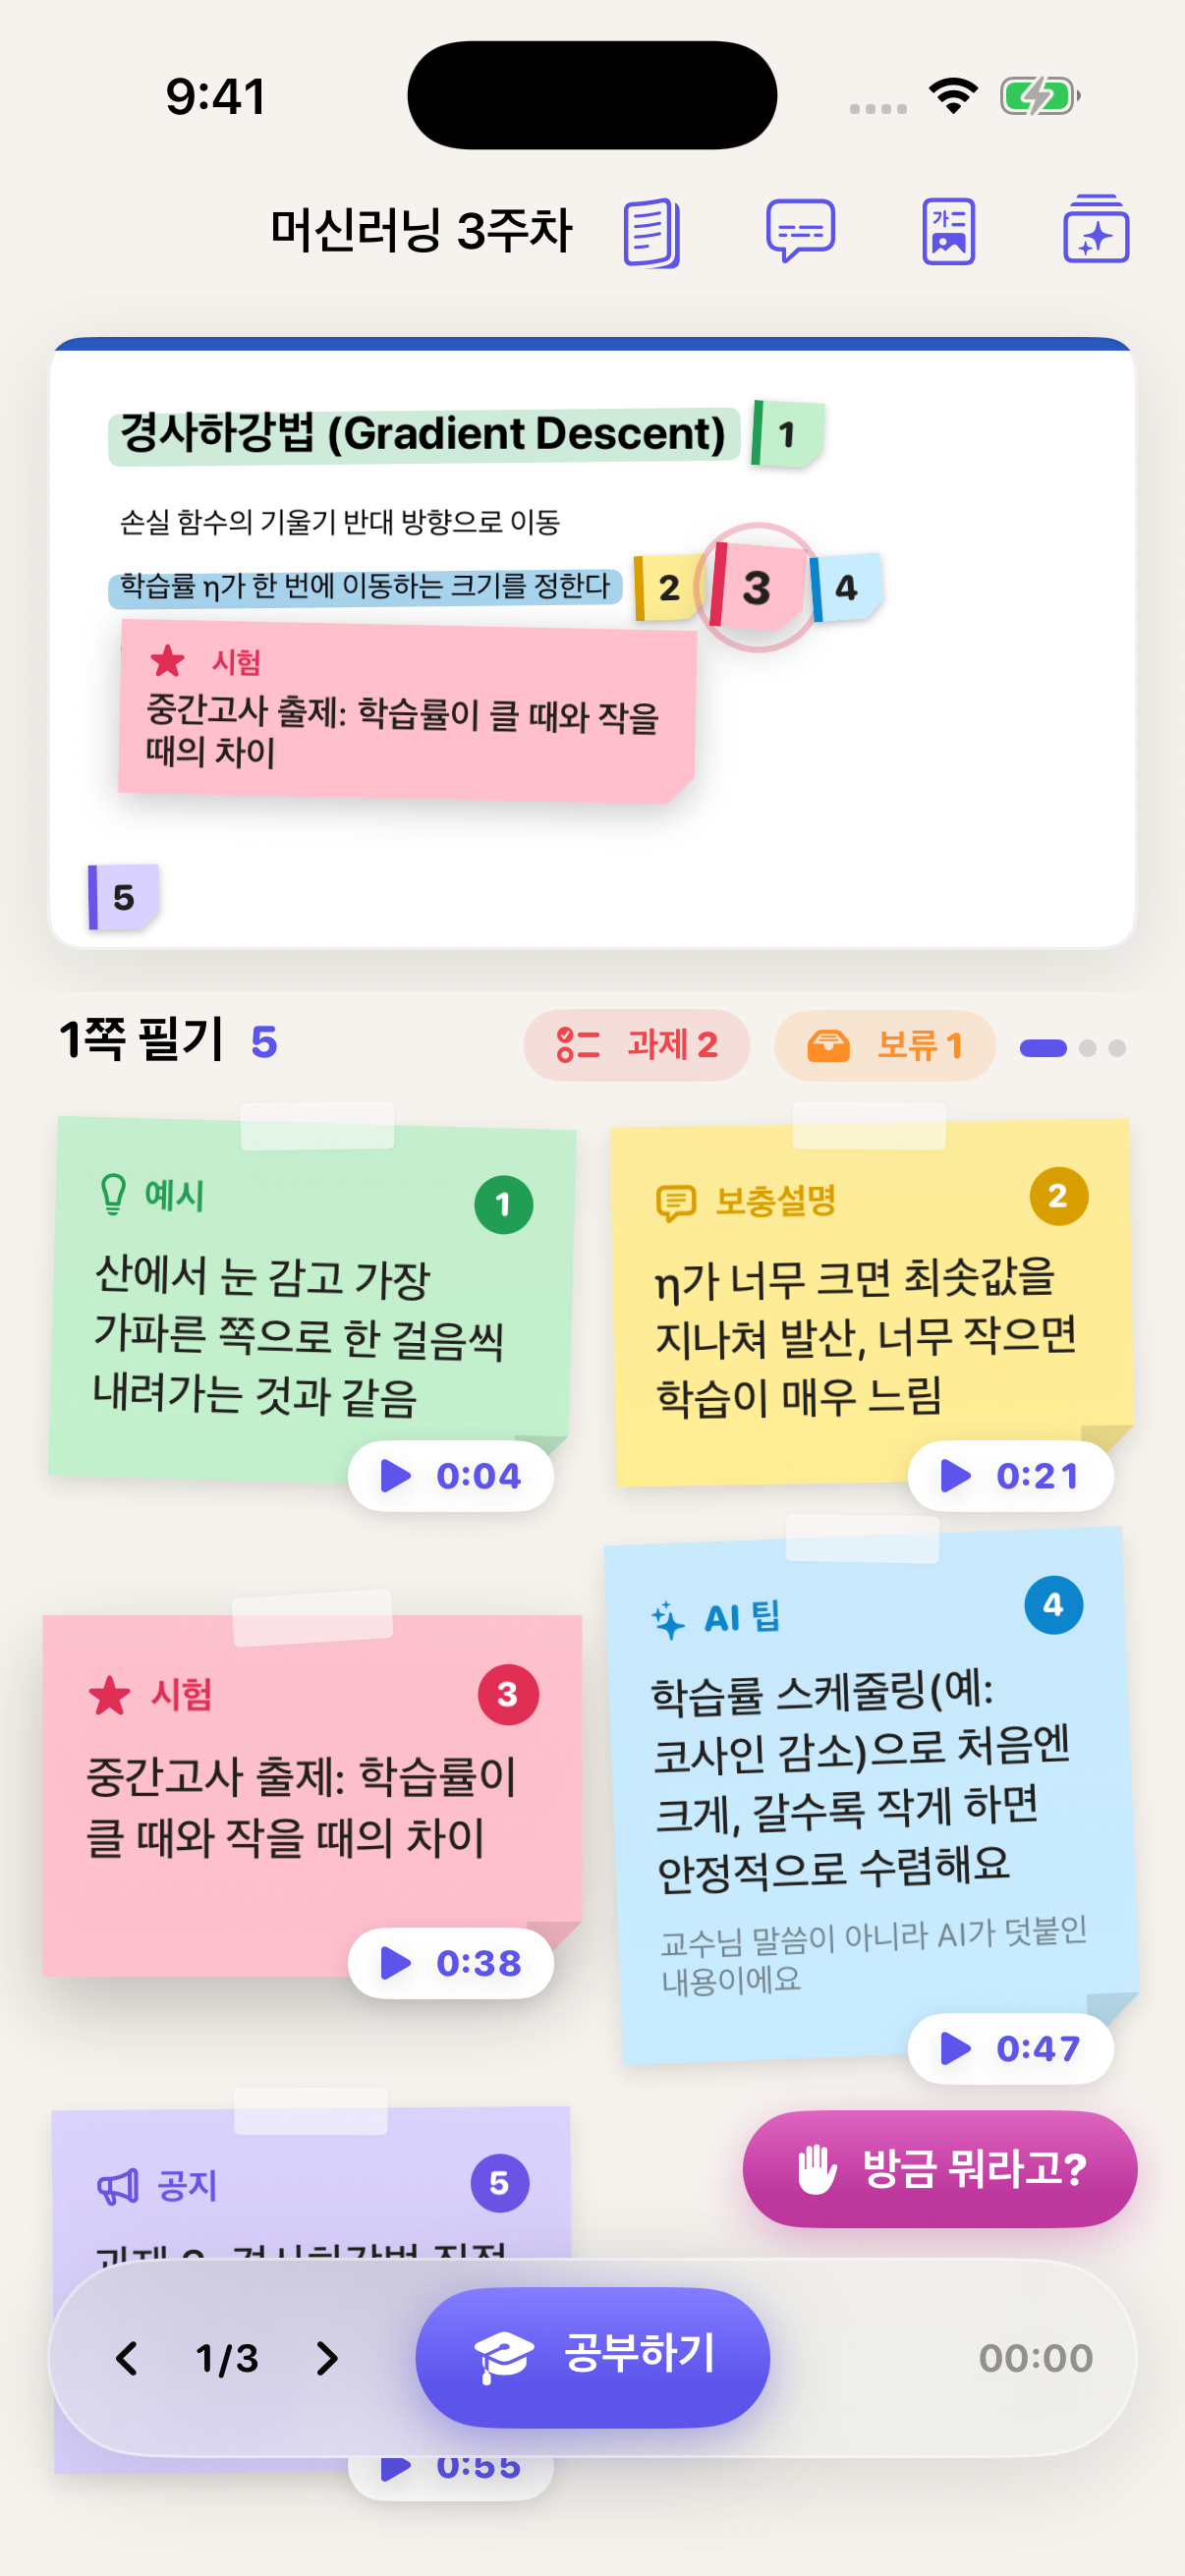 9:41
머신러닝 3주차
가
경사하강법 (Gradient Descent)
1
손실 함수의 기울기 반대 방향으로 이동
학습률 η가 한 번에 이동하는 크기를 정한다
2
3
4
시험
중간고사 출제: 학습률이 클 때와 작을
때의 차이
5
1쪽 필기 5
과제 2
보류 1
예시
1
산에서 눈 감고 가장
가파른 쪽으로 한 걸음씩
내려가는 것과 같음
0:04
보충설명
2
η가 너무 크면 최솟값을
지나쳐 발산, 너무 작으면
학습이 매우 느림
0:21
시험
3
중간고사 출제: 학습률이
클 때와 작을 때의 차이
0:38
AI 팁
4
학습률 스케줄링(예:
코사인 감소)으로 처음엔
크게, 갈수록 작게 하면
안정적으로 수렴해요
교수님 말씀이 아니라 AI가 덧붙인
내용이에요
0:47
공지
5
방금 뭐라고?
1/3
공부하기
00:00
0:55